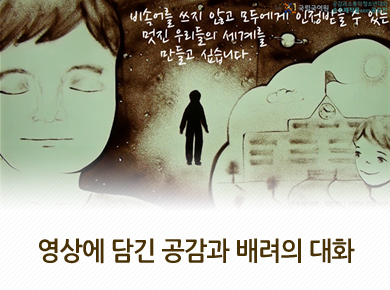 국립국어원
비속어를 쓰지 않고 모두에게 인정받을 수 있는
멋진 우리들의 세계를
만들고 싶습니다.
영상에 담긴 공감과 배려의 대화